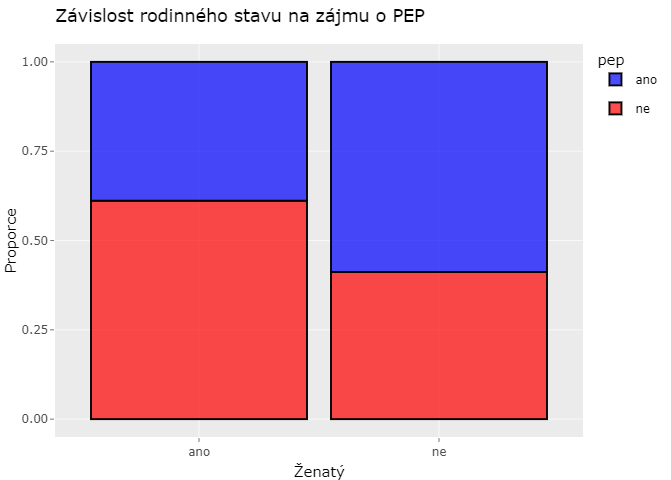 Závislost rodinného stavu na zájmu o PEP
pep
ano
ne
1.00
0.75
0.50
0.25
0.00
Proporce
ano
ne
Ženatý